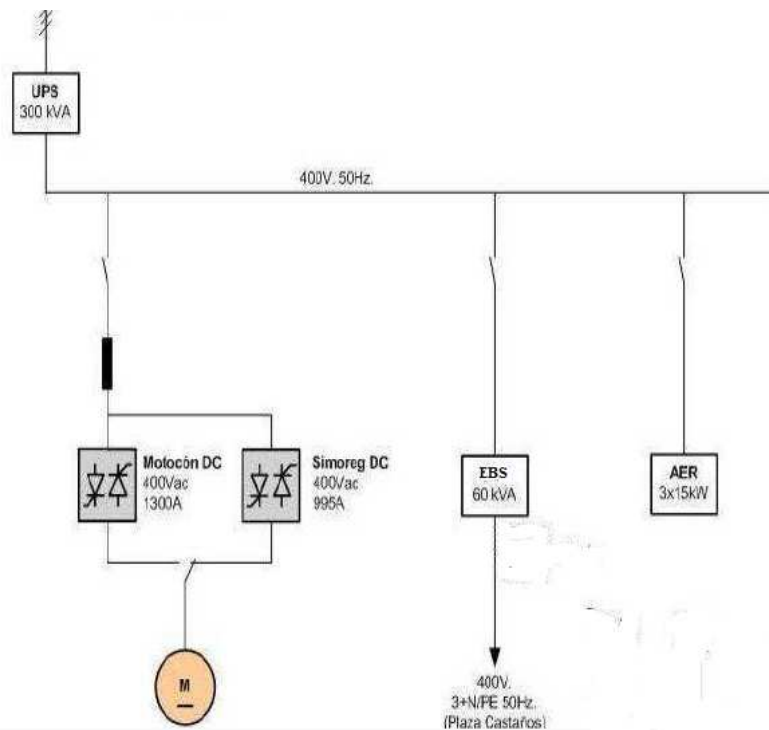 UPS
300 kVA
400V. 50Hz.
Motocón DC
400Vac
1300A
Simoreg DC
400Vac
995A
EBS
60 kVA
AER
3x15kW
M
400V.
3+N/PE 50Hz.
(Plaza Castaños)